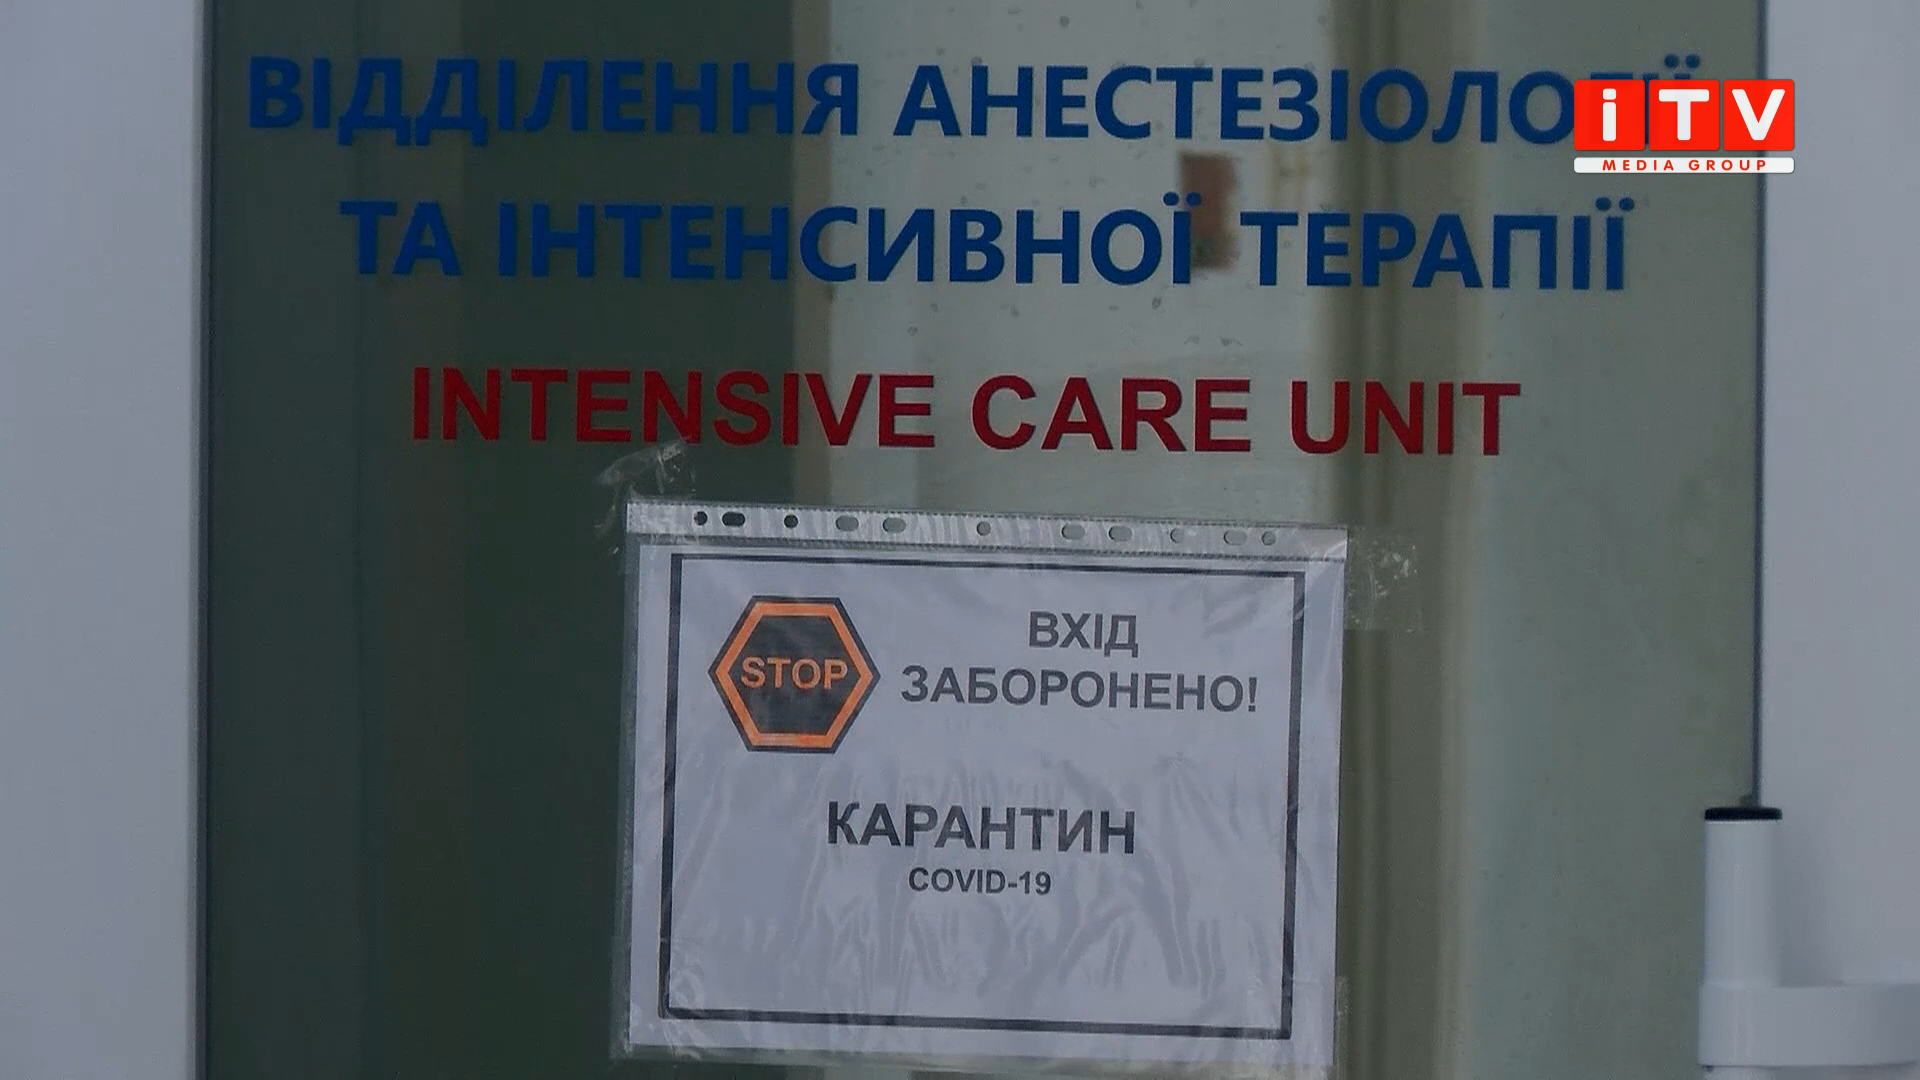 ВІДДІЛЕННЯ АНЕСТЕЗІОЛОГІЇ
iTV
MEDIA GROUP
ТА ІНТЕНСИВНОЇ ТЕРАПІЇ
INTENSIVE CARE UNIT
STOP
ВХІД
ЗАБОРОНЕНО!
КАРАНТИН
COVID-19